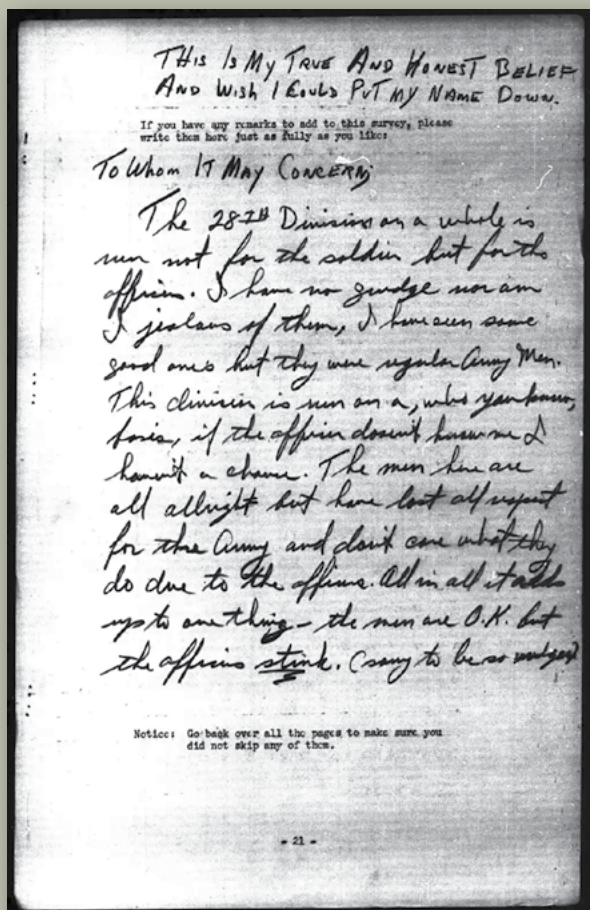 THIS IS MY TRUE AND HONEST BELIEF
AND WISH I COULD PUT MY NAME DOWN.
If you have any remarks to add to this survey, please
write them here just as fully as you like:
TO WHOM IT MAY CONCERN;
The 28TH Division on a whole is
run not for the soldier but for the
officers. I have no grudge nor am
I jealous of them, I have seen some
good ones but they were regular Army Men.
This division is run on a, who you know,
basis, if the officer dosen't know me I
haven't a chance. The men here are
all allright but have lost all respect
for the Army and don't care what they
do due to the officers. All in all it adds
up to one thing - the men are O.K. but
the officers stink. (sorry to be so vulger)
Notice: Go back over all the pages to make sure you
did not skip any of them.
- 21 -